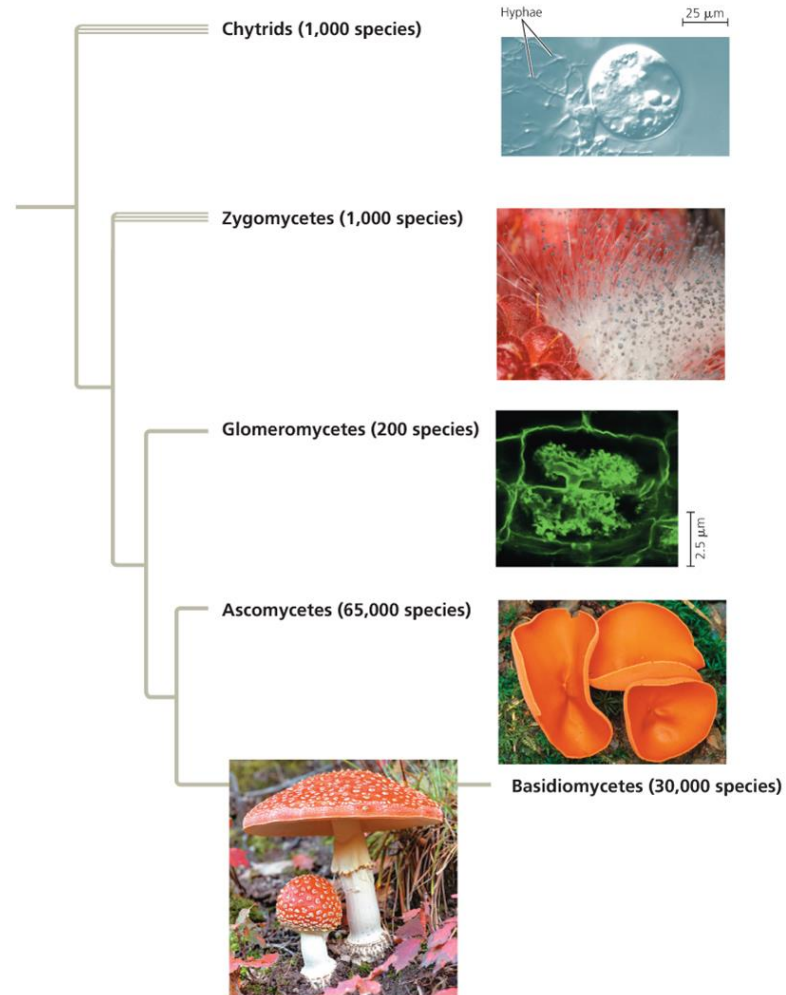 Hyphae
25 μm
Chytrids (1,000 species)
Zygomycetes (1,000 species)
Glomeromycetes (200 species)
2.5 μm
Ascomycetes (65,000 species)
Basidiomycetes (30,000 species)